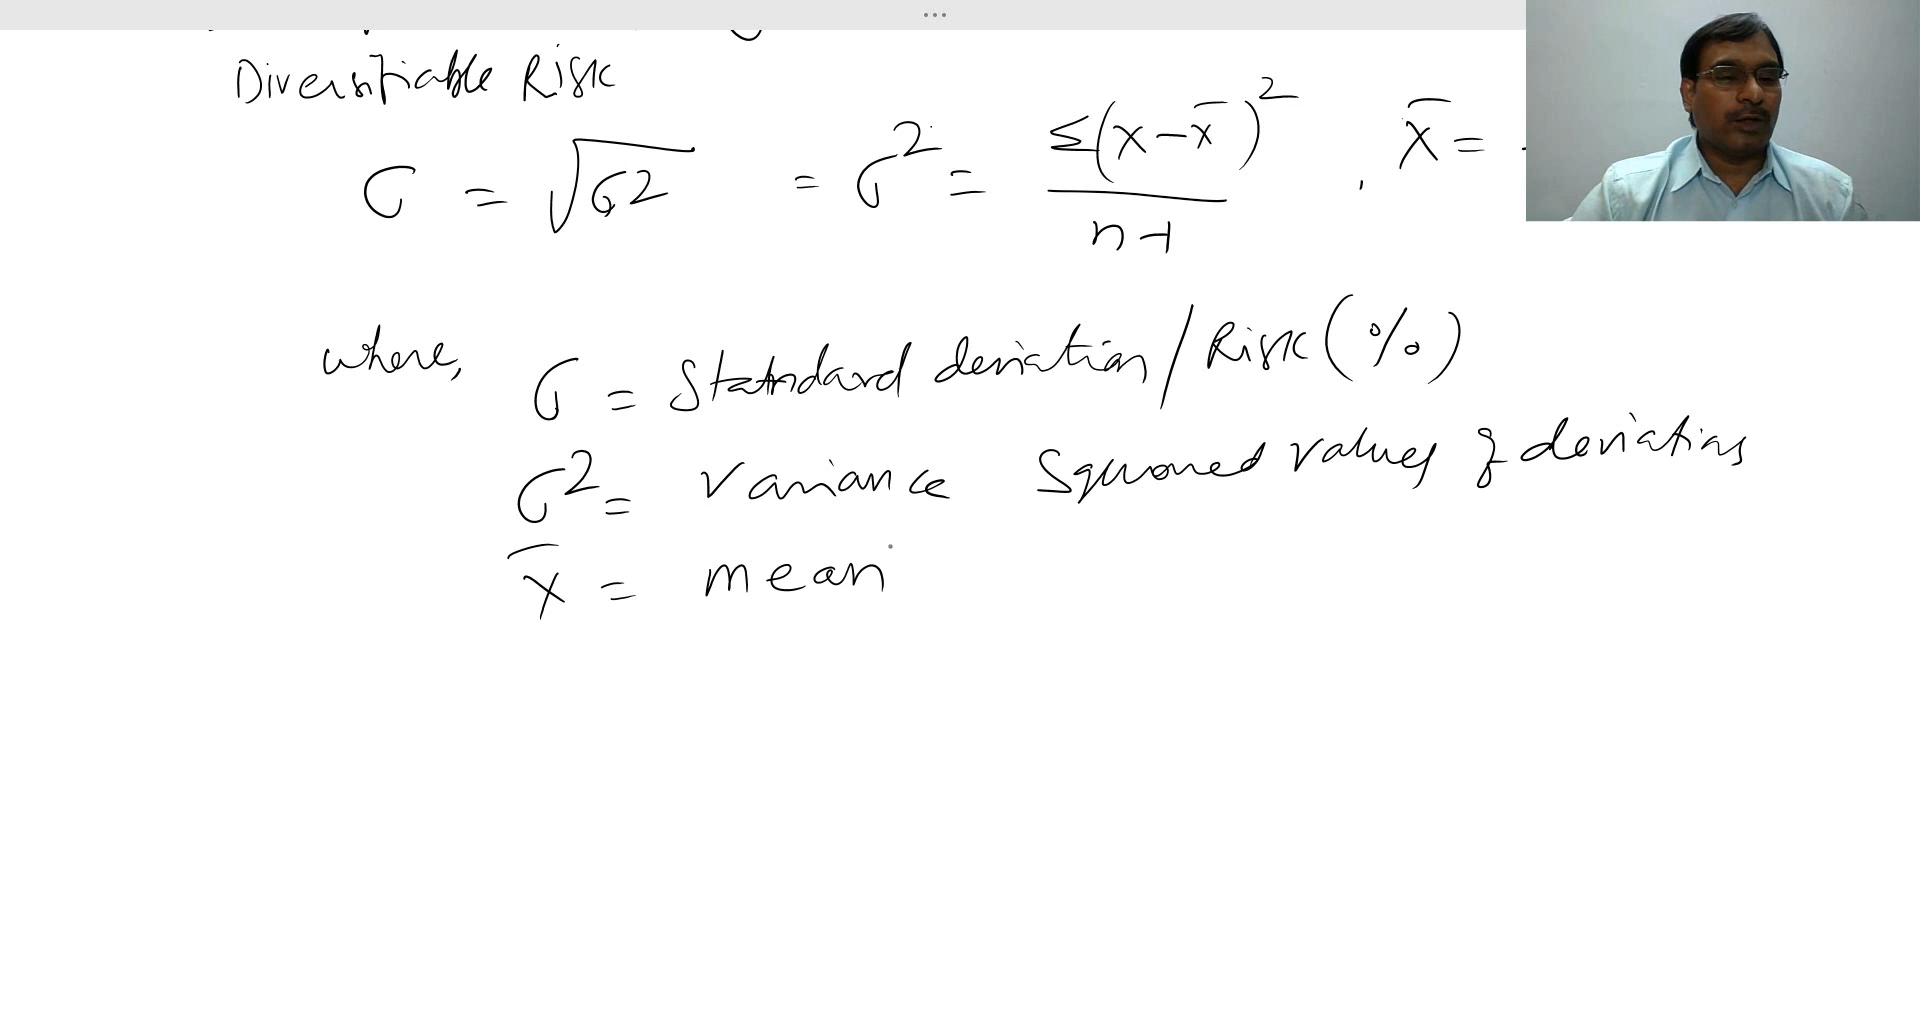 Diversifiable Risk
σ = √σ2 = σ² = Σ(x-x̄)² / n-1 , x̄ =
where, σ = Standard deviation / Risk (%)
σ² = Variance Squared values of deviations
x̄ = mean